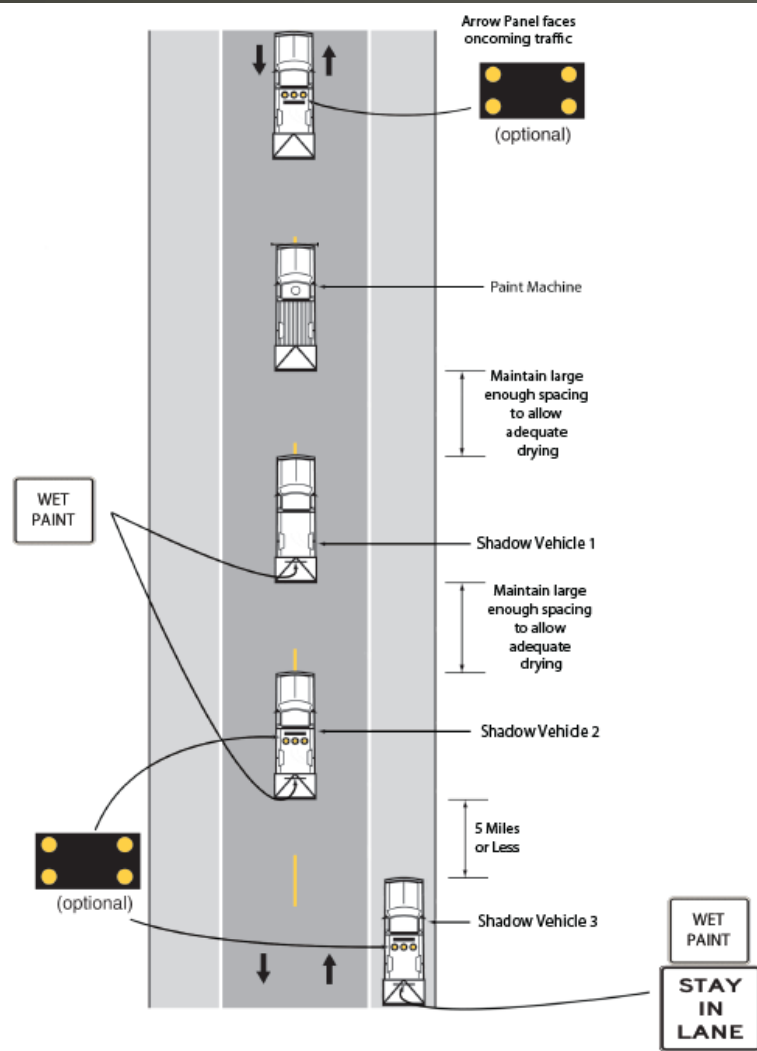 Arrow Panel faces
oncoming traffic
(optional)
Paint Machine
Maintain large
enough spacing
to allow
adequate
drying
WET
PAINT
Shadow Vehicle 1
Maintain large
enough spacing
to allow
adequate
drying
Shadow Vehicle 2
5 Miles
or Less
(optional)
Shadow Vehicle 3
WET
PAINT
STAY
IN
LANE